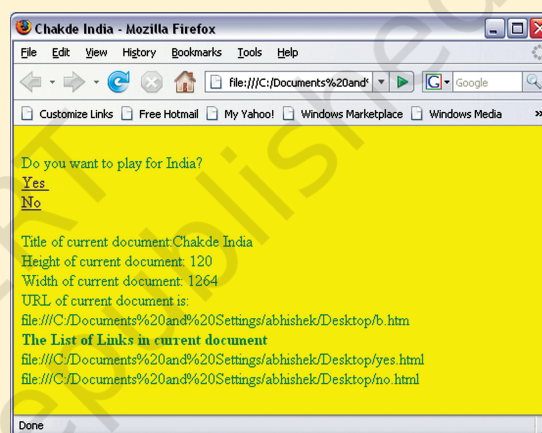 Chakde India - Mozilla Firefox
File Edit View History Bookmarks Tools Help
file:///C:/Documents%20and% G Google
Customize Links Free Hotmail My Yahoo! Windows Marketplace Windows Media »
Do you want to play for India?
Yes
No
Title of current document:Chakde India
Height of current document: 120
Width of current document: 1264
URL of current document is:
file:///C:/Documents%20and%20Settings/abhishek/Desktop/b.htm
The List of Links in current document
file:///C:/Documents%20and%20Settings/abhishek/Desktop/yes.html
file:///C:/Documents%20and%20Settings/abhishek/Desktop/no.html
Done